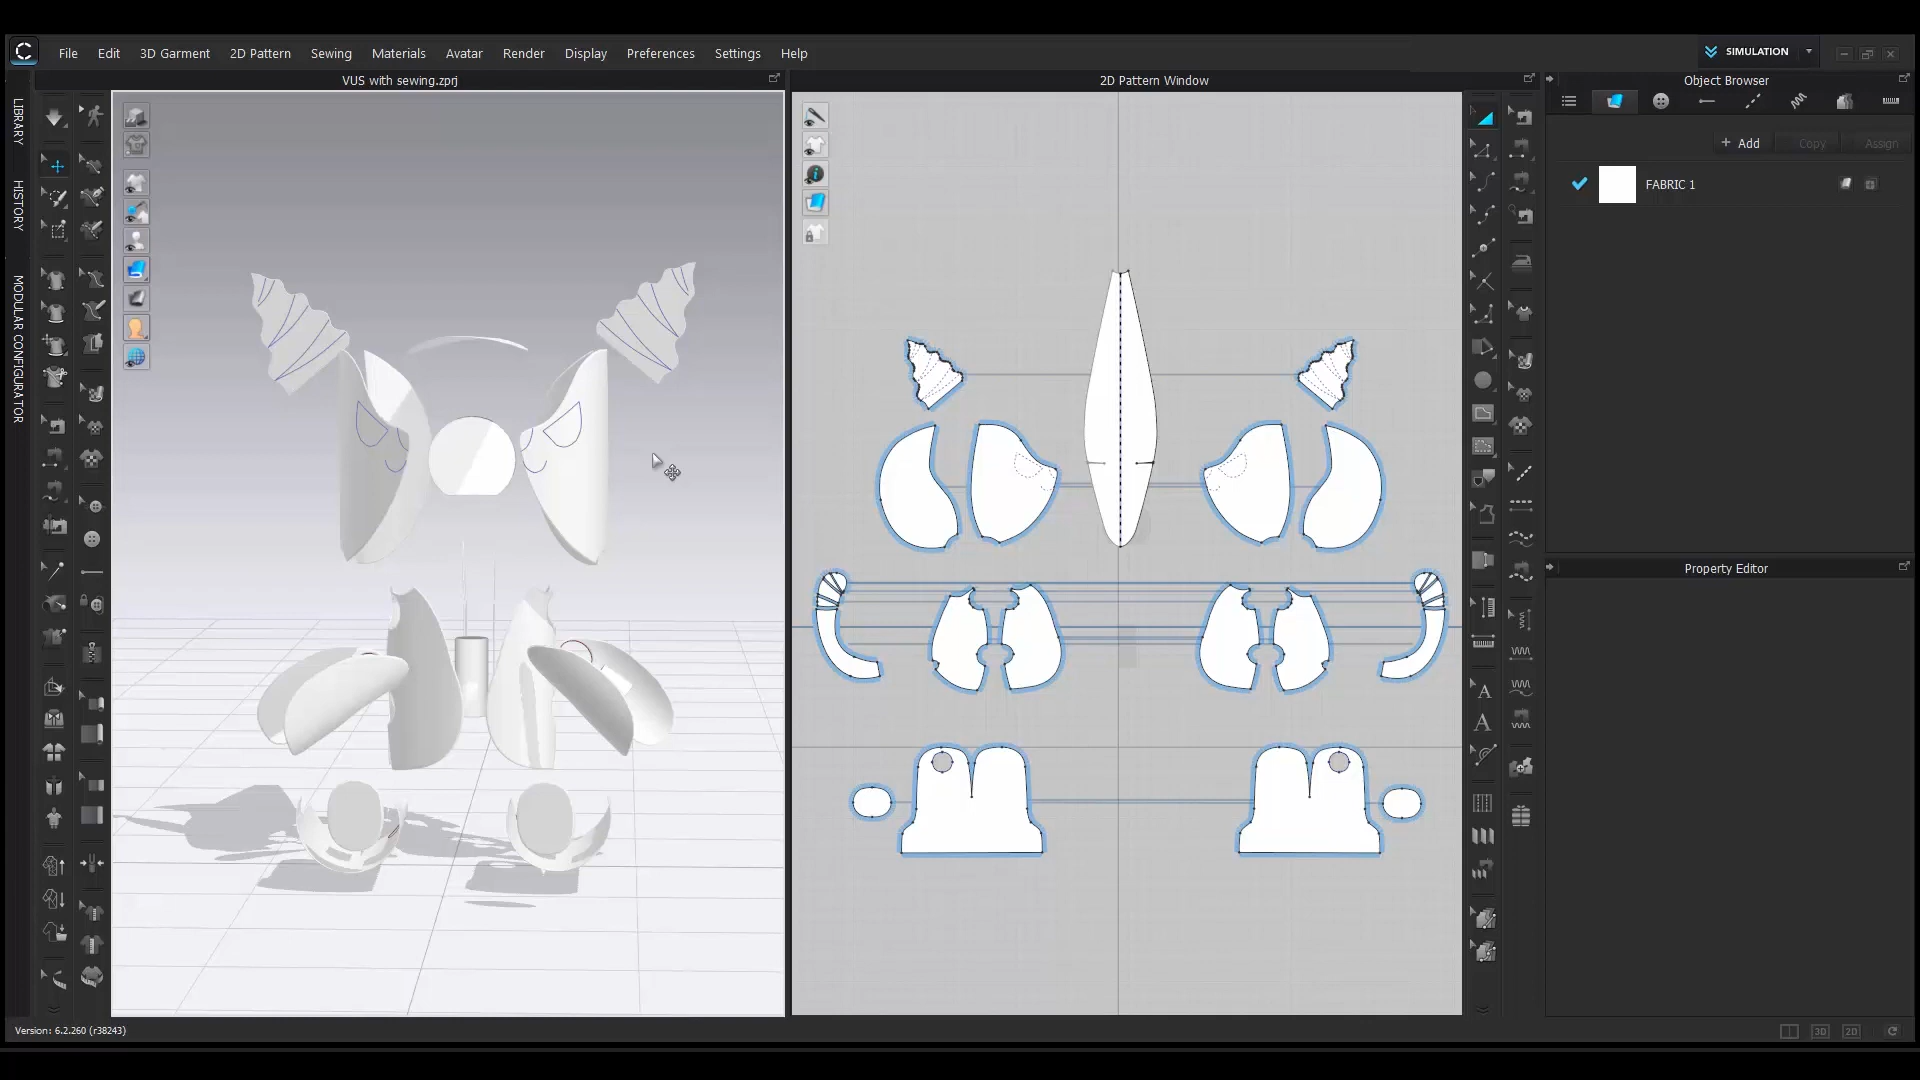 File Edit 3D Garment 2D Pattern Sewing Materials Avatar Render Display Preferences Settings Help
SIMULATION
VUS with sewing.zprj
2D Pattern Window
Object Browser
LIBRARY
HISTORY
MODULAR CONFIGURATOR
+ Add
Copy
Assign
FABRIC 1
Property Editor
A
A
Version: 6.2.260 (r38243)
3D
2D